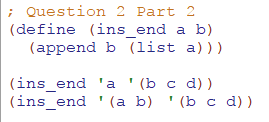 ; Question 2 Part 2
(define (ins_end a b)
  (append b (list a)))

(ins_end 'a '(b c d))
(ins_end '(a b) '(b c d))